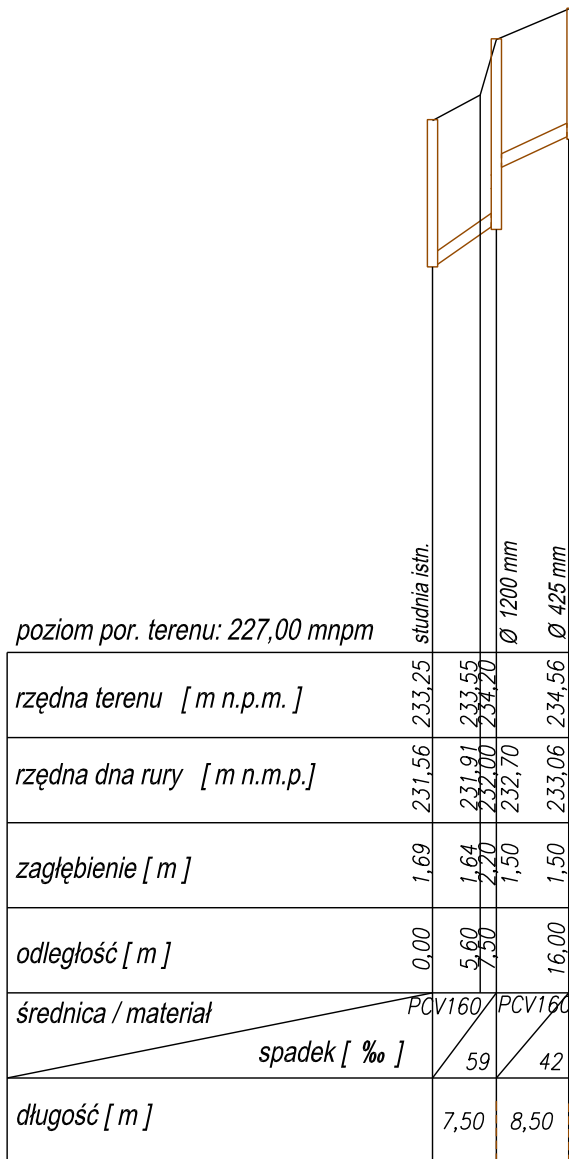 studnia istn.
Ø 1200 mm
Ø 425 mm
poziom por. terenu: 227,00 mnpm
rzędna terenu [ m n.p.m. ] 233,25 233,55 234,20 234,56
rzędna dna rury [ m n.m.p.] 231,56 231,91 232,00 232,70 233,06
zagłębienie [ m ] 1,69 1,64 2,20 1,50 1,50
odległość [ m ] 0,00 5,60 7,50 16,00
średnica / materiał PCV160 PCV160
spadek [ ‰ ] 59 42
długość [ m ] 7,50 8,50